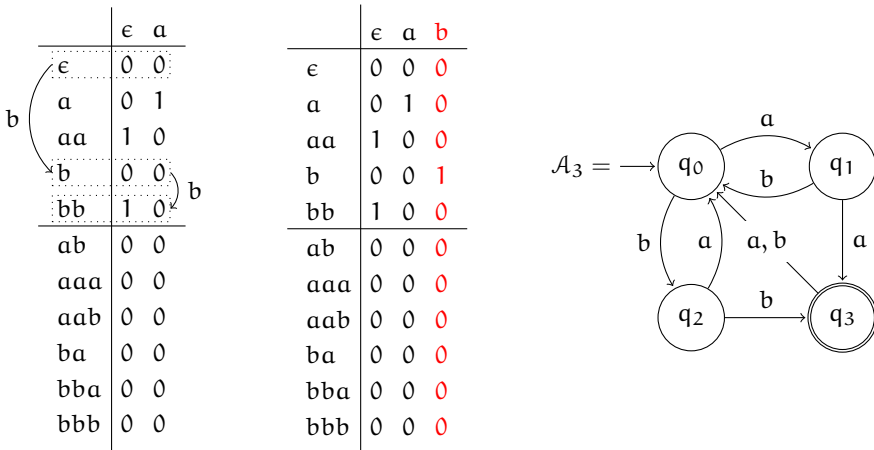 ϵ a
ϵ 0 0
a 0 1
aa 1 0
b 0 0
bb 1 0
ab 0 0
aaa 0 0
aab 0 0
ba 0 0
bba 0 0
bbb 0 0
b
b
ϵ a b
ϵ 0 0 0
a 0 1 0
aa 1 0 0
b 0 0 1
bb 1 0 0
ab 0 0 0
aaa 0 0 0
aab 0 0 0
ba 0 0 0
bba 0 0 0
bbb 0 0 0
a
𝒜₃ = q₀ q₁
b
b a a, b a
q₂ b q₃